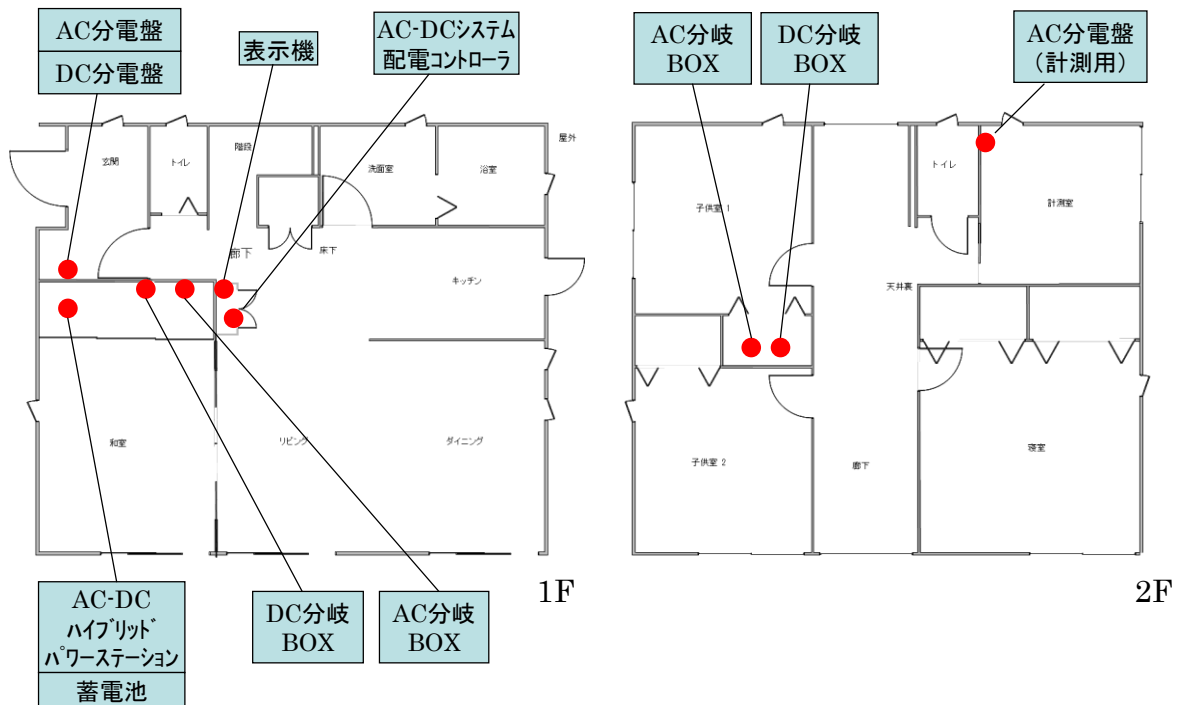 AC分電盤
DC分電盤
表示機
AC-DCシステム
配電コントローラ
AC分岐
BOX
DC分岐
BOX
AC分電盤
（計測用）
玄関
トイレ
階段
洗面室
浴室
屋外
廊下
床下
キッチン
和室
リビング
ダイニング
子供室 1
トイレ
計測室
天井裏
子供室 2
廊下
寝室
AC-DC
ﾊｲﾌﾞﾘｯﾄﾞ
ﾊﾟワーステーション
蓄電池
DC分岐
BOX
AC分岐
BOX
1F
2F